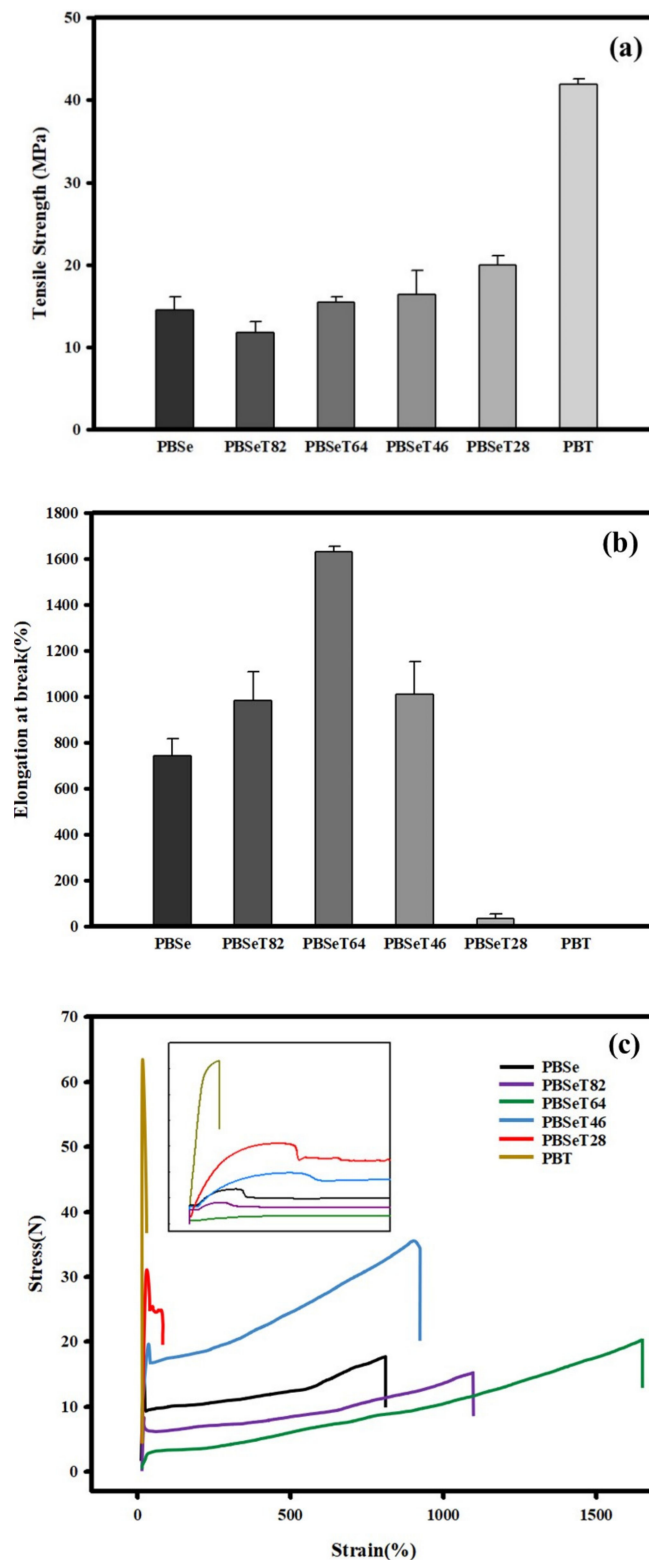 (a)
Tensile Strength (MPa)
50
40
30
20
10
0
PBSe PBSeT82 PBSeT64 PBSeT46 PBSeT28 PBT
(b)
Elongation at break(%)
1800
1600
1400
1200
1000
800
600
400
200
0
PBSe PBSeT82 PBSeT64 PBSeT46 PBSeT28 PBT
(c)
Stress(N)
70
60
50
40
30
20
10
0
PBSe
PBSeT82
PBSeT64
PBSeT46
PBSeT28
PBT
0 500 1000 1500
Strain(%)